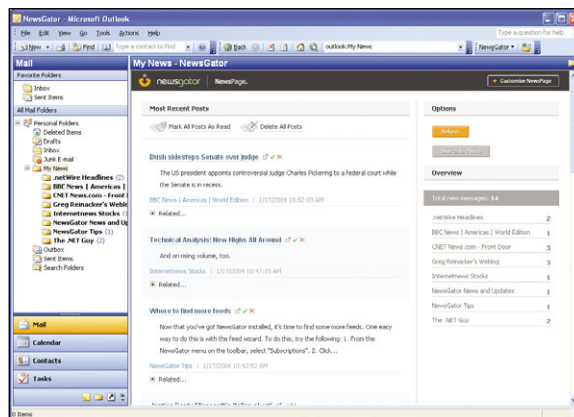 NewsGator - Microsoft Outlook
File Edit View Go Tools Actions Help
Type a question for help
New Find Type a contact to find Back outlook:My News NewsGator
Mail
My News - NewsGator
Favorite Folders
Inbox
Sent Items
All Mail Folders
Personal Folders
Deleted Items
Drafts
Inbox
Junk E-mail
My News
.netWire Headlines (2)
BBC News | Americas |
CNET News.com - Front
Greg Reinacker's Weblo
Internetnews Stocks (1)
NewsGator News and Up
NewsGator Tips (1)
The .NET Guy (2)
Outbox
Sent Items
Search Folders
Mail
Calendar
Contacts
Tasks
0 Items
newsgator NewsPage.
Customize NewsPage
Most Recent Posts
Mark All Posts As Read Delete All Posts
Bush sidesteps Senate over judge
The US president appoints controversial judge Charles Pickering to a federal court while
the Senate is in recess.
BBC News | Americas | World Edition | 1/17/2004 10:52:03 AM
Related...
Technical Analysis: New Highs All Around
And on rising volume, too.
Internetnews Stocks | 1/17/2004 10:47:15 AM
Related...
Where to find more feeds
Now that you've got NewsGator installed, it's time to find some more feeds. One easy
way to do this is with the feed wizard. To do this, try the following: 1. From the
NewsGator menu on the toolbar, select "Subscriptions". 2. Click...
NewsGator Tips | 1/17/2004 10:42:52 AM
Related...
Options
Refresh
Search for Feeds
Overview
Total new messages: 14
.netWire Headlines 2
BBC News | Americas | World Edition 1
CNET News.com - Front Door 3
Greg Reinacker's Weblog 3
Internetnews Stocks 1
NewsGator News and Updates 1
NewsGator Tips 1
The .NET Guy 2